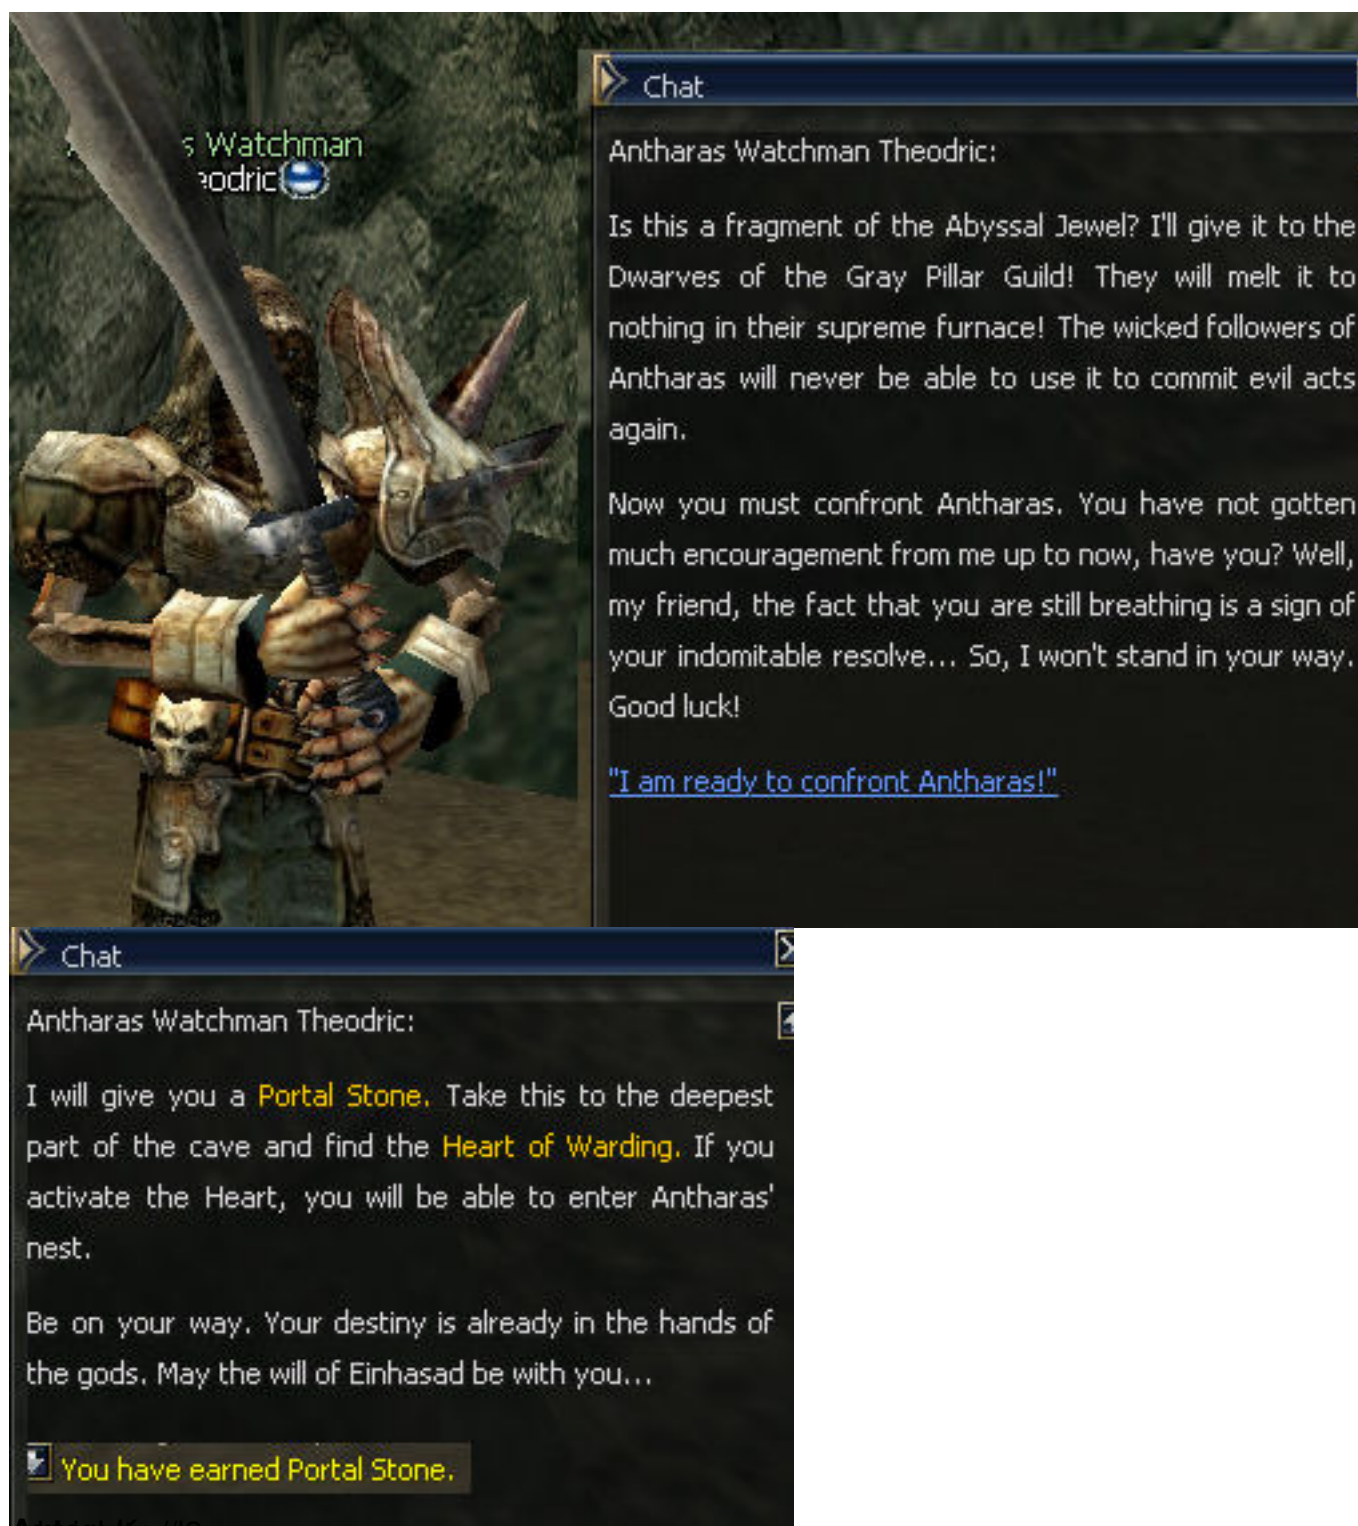 s Watchman
eodric
Chat
Antharas Watchman Theodric:
Is this a fragment of the Abyssal Jewel? I'll give it to the
Dwarves of the Gray Pillar Guild! They will melt it to
nothing in their supreme furnace! The wicked followers of
Antharas will never be able to use it to commit evil acts
again.
Now you must confront Antharas. You have not gotten
much encouragement from me up to now, have you? Well,
my friend, the fact that you are still breathing is a sign of
your indomitable resolve... So, I won't stand in your way.
Good luck!
"I am ready to confront Antharas!"
Chat
Antharas Watchman Theodric:
I will give you a Portal Stone. Take this to the deepest
part of the cave and find the Heart of Warding. If you
activate the Heart, you will be able to enter Antharas'
nest.
Be on your way. Your destiny is already in the hands of
the gods. May the will of Einhasad be with you...
You have earned Portal Stone.